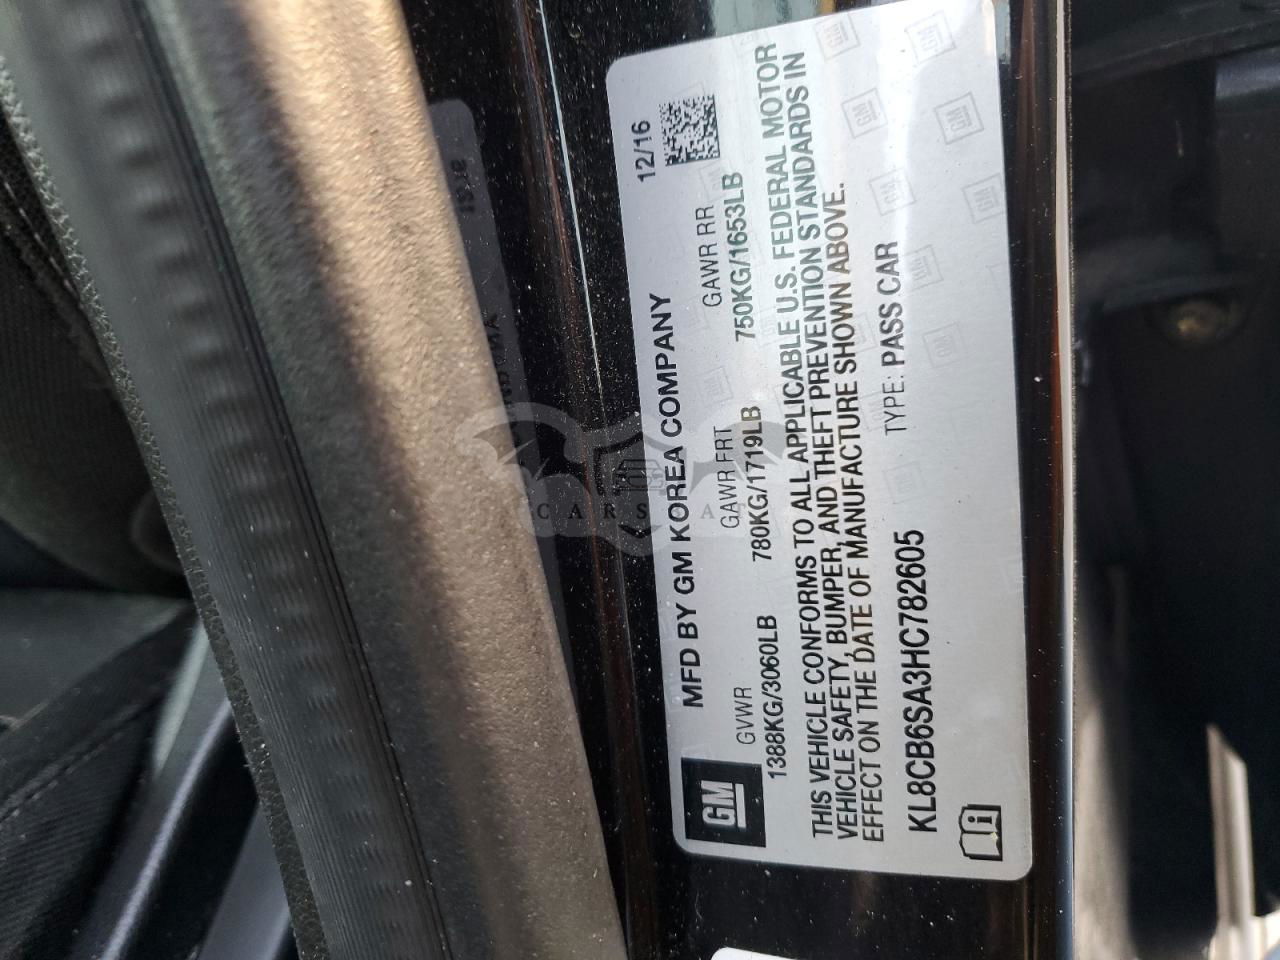 MFD BY GM KOREA COMPANY 12/16
GM
GVWR GAWR FRT GAWR RR
1388KG/3060LB 780KG/1719LB 750KG/1653LB
THIS VEHICLE CONFORMS TO ALL APPLICABLE U.S. FEDERAL MOTOR
VEHICLE SAFETY, BUMPER, AND THEFT PREVENTION STANDARDS IN
EFFECT ON THE DATE OF MANUFACTURE SHOWN ABOVE.
KL8CB6SA3HC782605 TYPE: PASS CAR
CARS